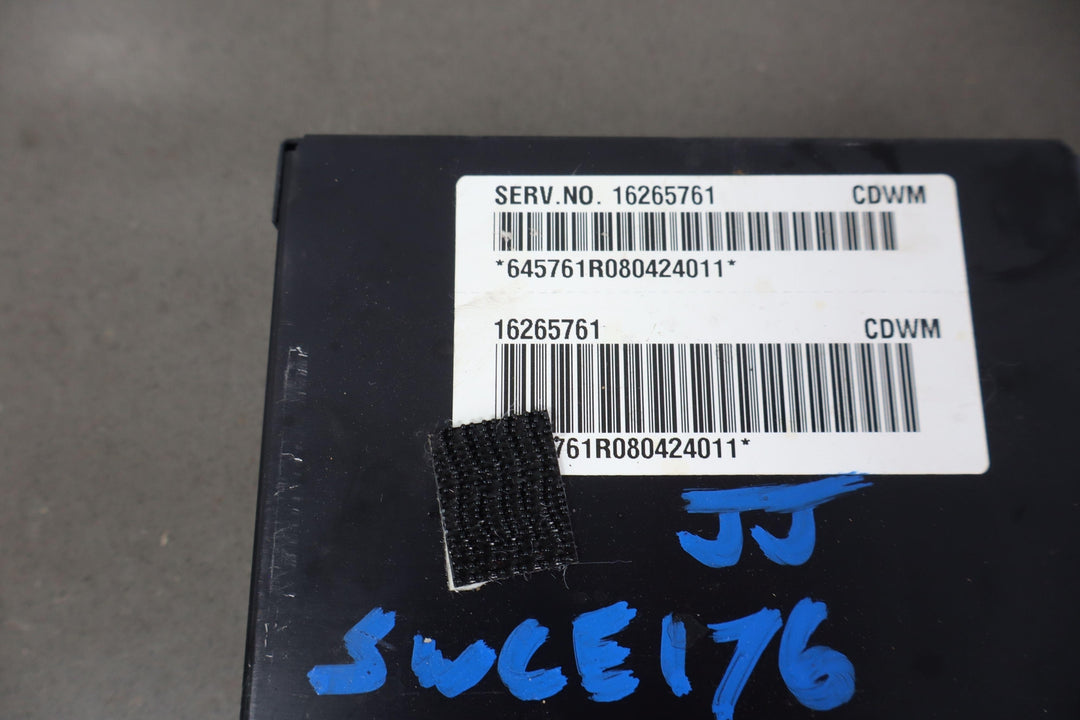 SERV.NO. 16265761 CDWM
*645761R080424011*
16265761 CDWM
761R080424011*
JJ
SWCE176